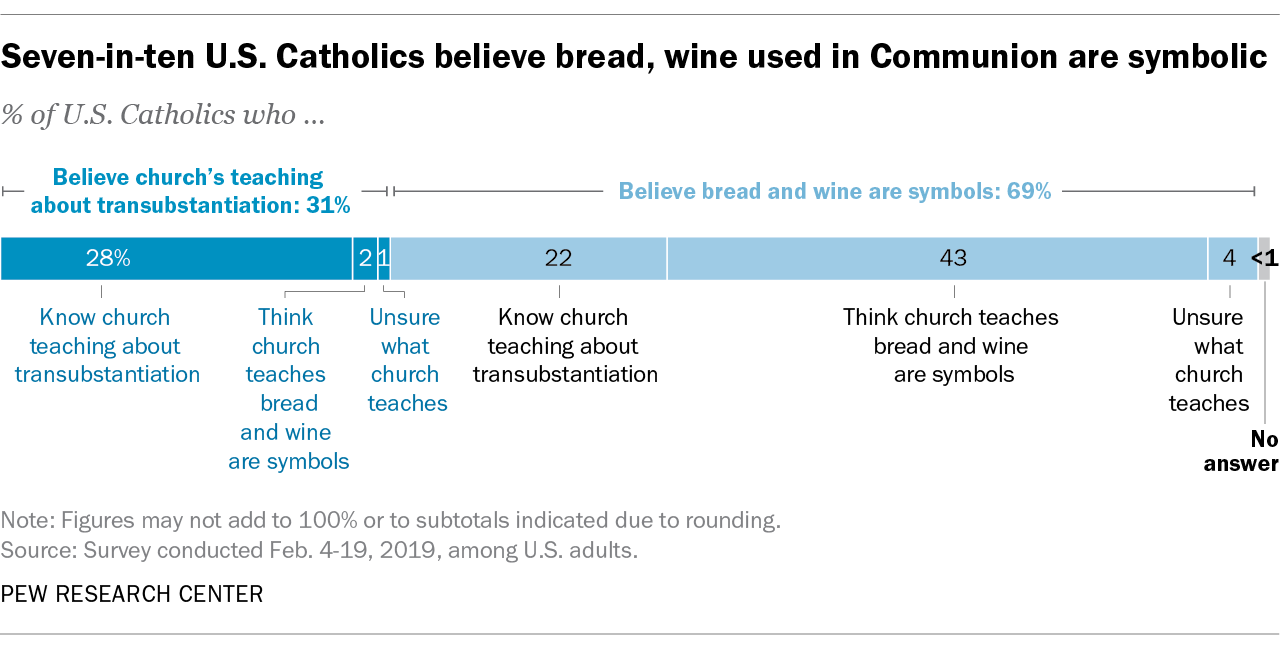 Seven-in-ten U.S. Catholics believe bread, wine used in Communion are symbolic
% of U.S. Catholics who ...
Believe church's teaching
about transubstantiation: 31%
Believe bread and wine are symbols: 69%
28% 2 1 22 43 4 <1
Know church
teaching about
transubstantiation
Think
church
teaches
bread
and wine
are symbols
Unsure
what
church
teaches
Know church
teaching about
transubstantiation
Think church teaches
bread and wine
are symbols
Unsure
what
church
teaches
No
answer
Note: Figures may not add to 100% or to subtotals indicated due to rounding.
Source: Survey conducted Feb. 4-19, 2019, among U.S. adults.
PEW RESEARCH CENTER